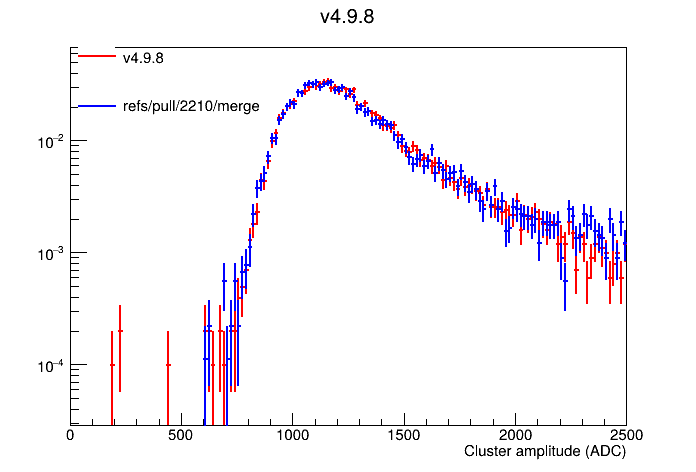 v4.9.8
v4.9.8
refs/pull/2210/merge
10−2
10−3
10−4
0 500 1000 1500 2000 2500
Cluster amplitude (ADC)